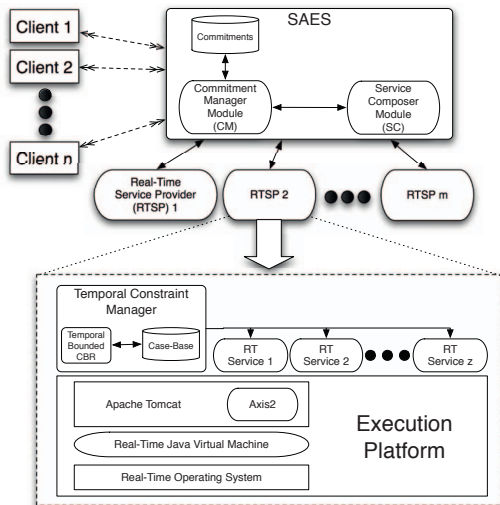 Client 1
Client 2
Client n
SAES
Commitments
Commitment
Manager
Module
(CM)
Service
Composer
Module
(SC)
Real-Time
Service Provider
(RTSP) 1
RTSP 2
RTSP m
Temporal Constraint
Manager
Temporal
Bounded
CBR
Case-Base
RT
Service 1
RT
Service 2
RT
Service z
Apache Tomcat
Axis2
Real-Time Java Virtual Machine
Real-Time Operating System
Execution
Platform